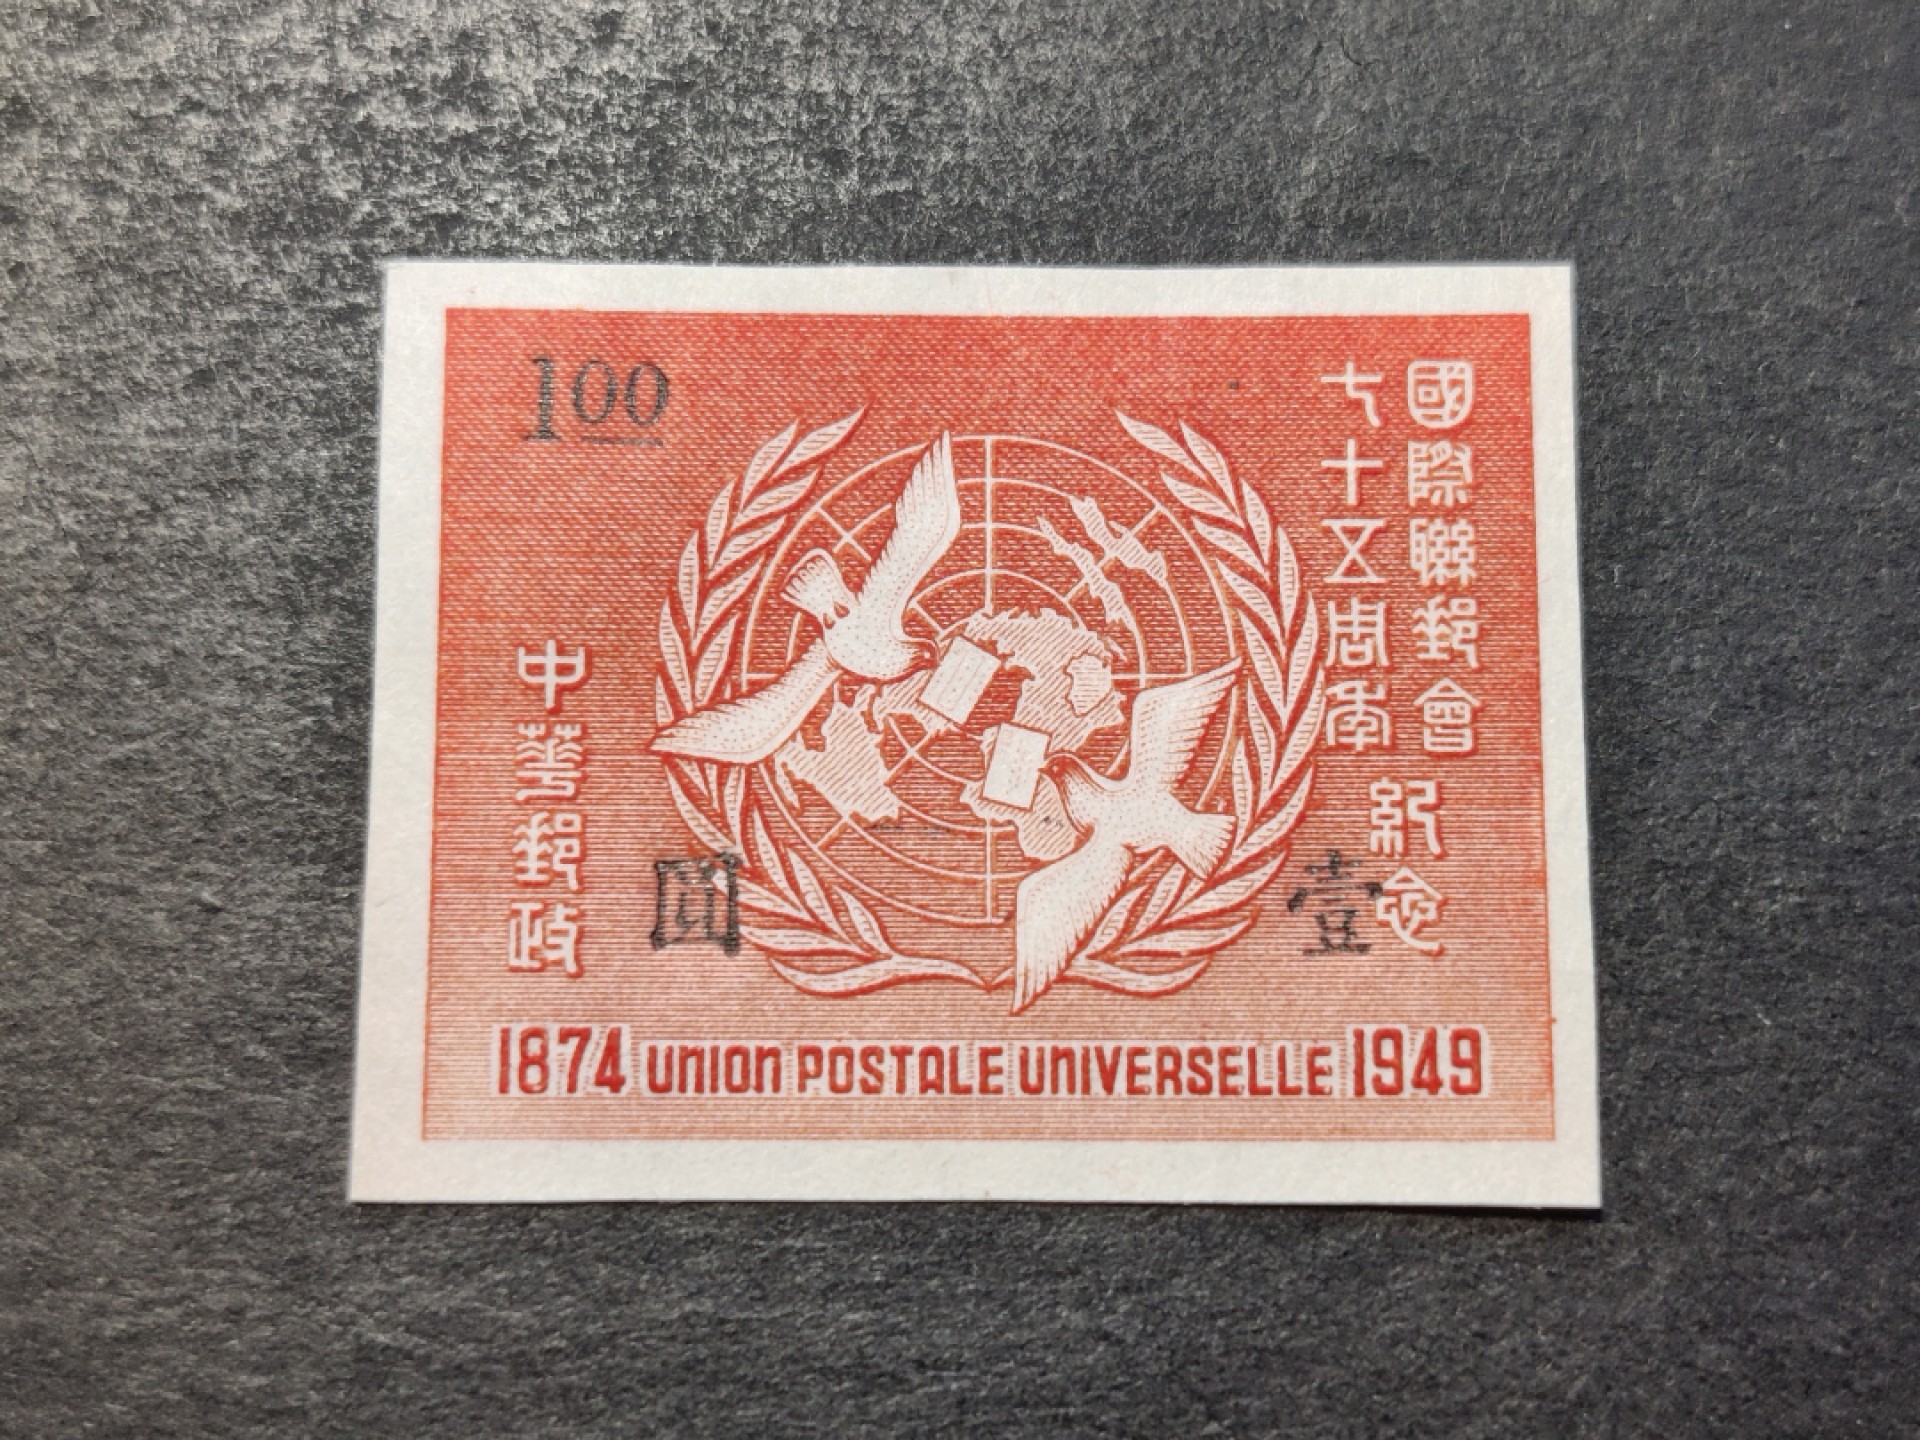 1.00
國際聯郵會
七十五周年
紀念
中華郵政
壹圓
1874 UNION POSTALE UNIVERSELLE 1949